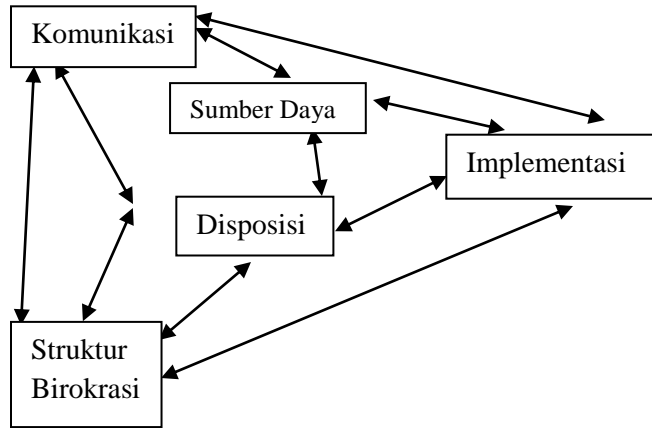 Komunikasi
Sumber Daya
Implementasi
Disposisi
Struktur
Birokrasi